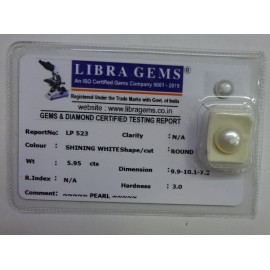 LIBRA GEMS®
An ISO Certified Gems Company 9001 - 2015
Registered Under the Trade Marks with Govt. of India
website : www.libragems.co.in
GEMS & DIAMOND CERTIFIED TESTING REPORT
ReportNo: LP 523 Clarity : N/A
Colour : SHINING WHITE Shape/cut : ROUND
Wt : 5.95 cts Dimension : 9.9-10.1-7.2
R.Index : N/A Hardness : 3.0
Comment : ~~~~~ PEARL ~~~~~